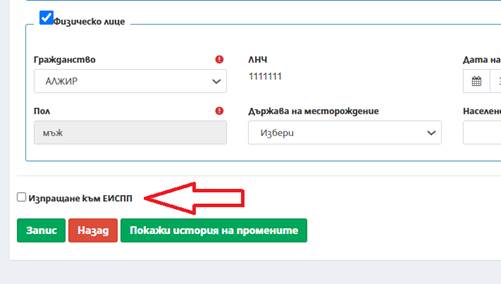 Физическо лице
Гражданство ЛНЧ Дата на
АЛЖИР 1111111
Пол Държава на месторождение Населено
мъж Избери
Изпращане към ЕИСПП
Запис Назад Покажи история на промените